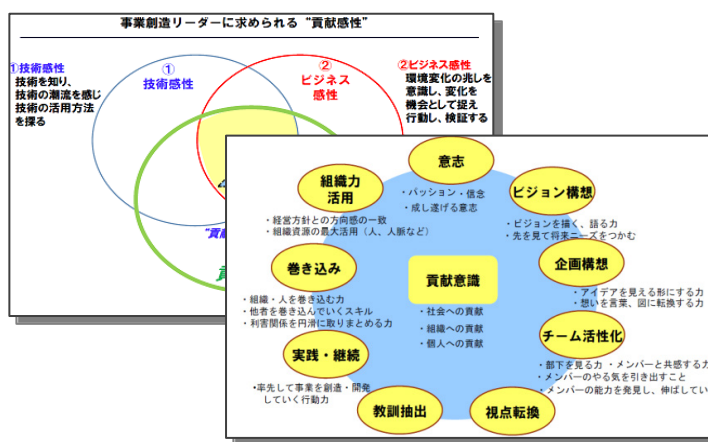 事業創造リーダーに求められる “貢献感性”
①技術感性
技術を知り、
技術の潮流を感じ
技術の活用方法
を探る
①
技術感性
②
ビジネス
感性
②ビジネス感性
環境変化の兆しを
意識し、変化を
機会として捉え
行動し、検証する
意志
・パッション・信念
・成し遂げる意志
組織力
活用
・経営方針との方向感の一致
・組織資源の最大活用（人、人脈など）
ビジョン構想
・ビジョンを描く、語る力
・先を見て将来ニーズをつかむ
巻き込み
・組織・人を巻き込む力
・他者を巻き込んでいくスキル
・利害関係を円滑に取りまとめる力
貢献意識
・社会への貢献
・組織への貢献
・個人への貢献
企画構想
・アイデアを見える形にする力
・想いを言葉、図に転換する力
実践・継続
・率先して事業を創造・開発
していく行動力
チーム活性化
・部下を見る力 ・メンバーと共感する力
・メンバーのやる気を引き出すこと
・メンバーの能力を発見し、伸ばしてい
教訓抽出
視点転換